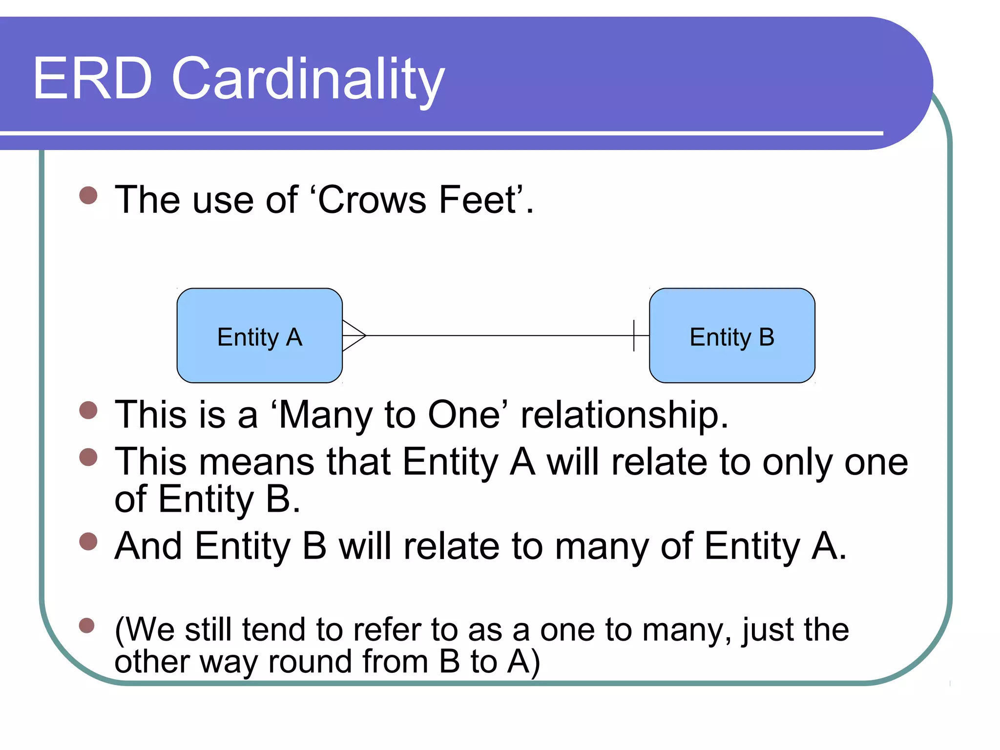 ERD Cardinality
The use of ‘Crows Feet’.
Entity A
Entity B
This is a ‘Many to One’ relationship.
This means that Entity A will relate to only one
of Entity B.
And Entity B will relate to many of Entity A.
(We still tend to refer to as a one to many, just the
other way round from B to A)